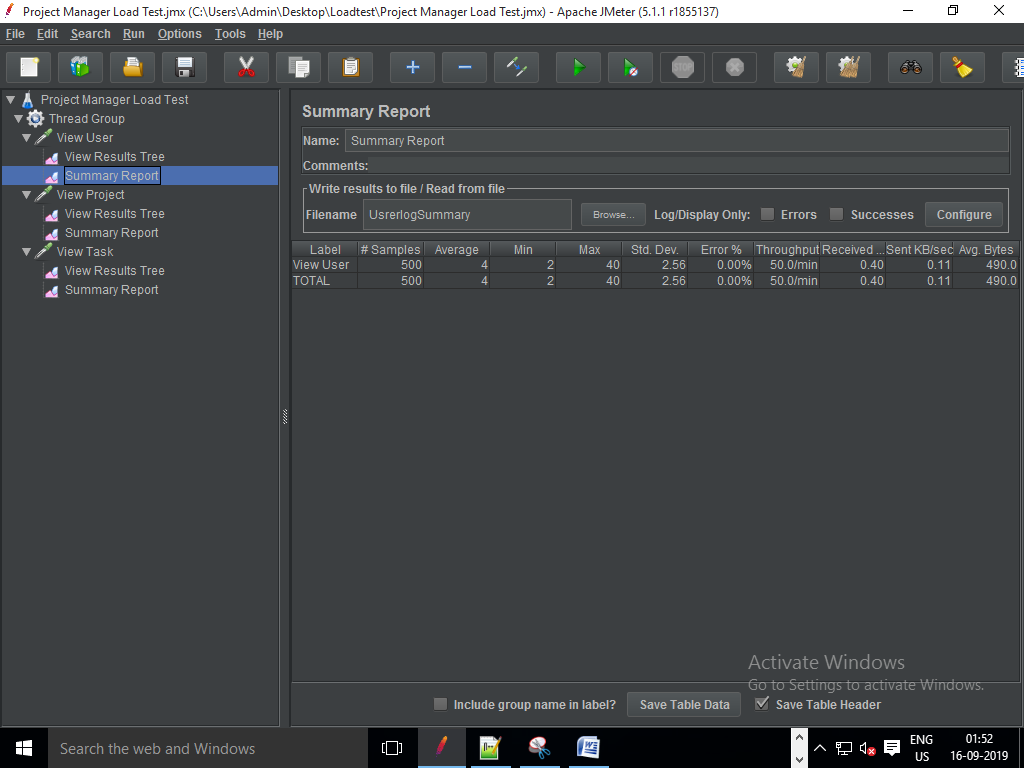 Project Manager Load Test.jmx (C:\Users\Admin\Desktop\Loadtest\Project Manager Load Test.jmx) - Apache JMeter (5.1.1 r1855137)
File Edit Search Run Options Tools Help
STOP
Project Manager Load Test
Thread Group
View User
View Results Tree
Summary Report
View Project
View Results Tree
Summary Report
View Task
View Results Tree
Summary Report
Summary Report
Name: Summary Report
Comments:
Write results to file / Read from file
Filename UsrerlogSummary Browse... Log/Display Only: Errors Successes Configure
Label # Samples Average Min Max Std. Dev. Error % Throughput Received ... Sent KB/sec Avg. Bytes
View User 500 4 2 40 2.56 0.00% 50.0/min 0.40 0.11 490.0
TOTAL 500 4 2 40 2.56 0.00% 50.0/min 0.40 0.11 490.0
Activate Windows
Go to Settings to activate Windows.
Include group name in label? Save Table Data Save Table Header
Search the web and Windows
ENG
US
01:52
16-09-2019